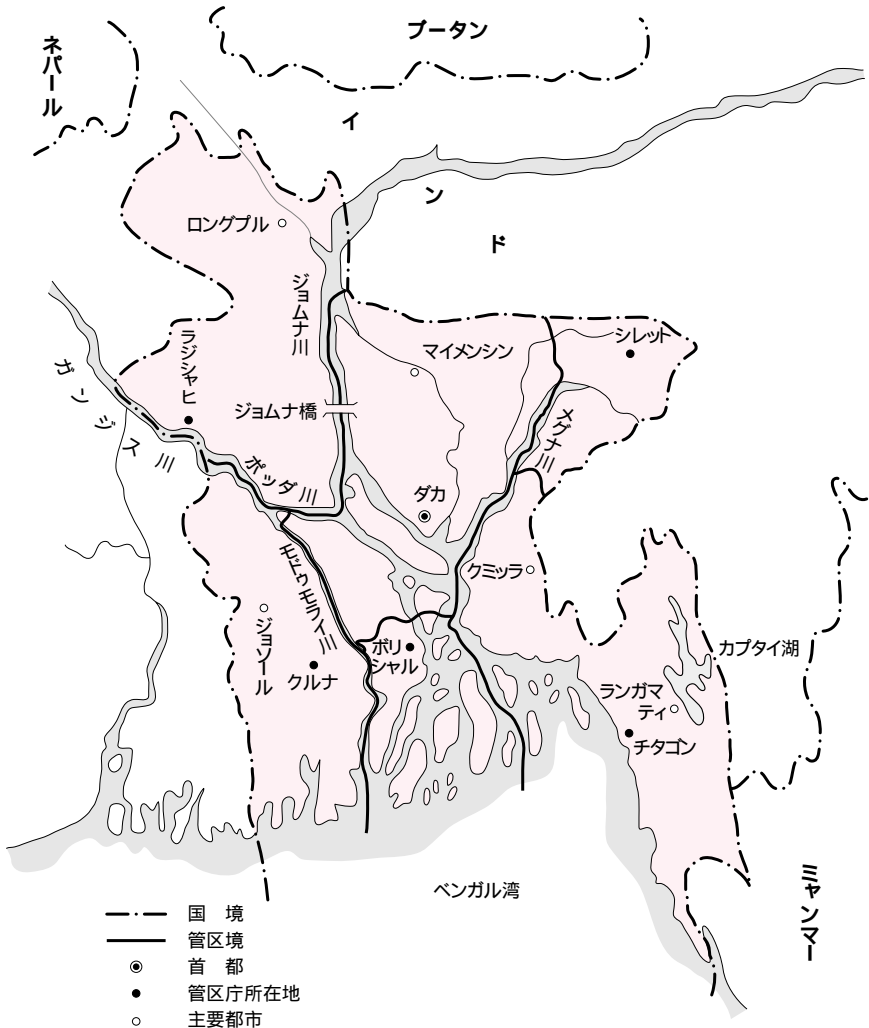 ブータン
ネパール
イ
ン
ド
ロングプル
ジョムナ川
シレット
ラジシャヒ
マイメンシン
ガンジス川
ジョムナ橋
メグナ川
ポッダ川
ダカ
モドゥモライ川
クミッラ
ジョソール
ボリ
シャル
カプタイ湖
クルナ
ランガマ
ティ
チタゴン
ベンガル湾
ミャンマー
国 境
管区境
首 都
管区庁所在地
主要都市